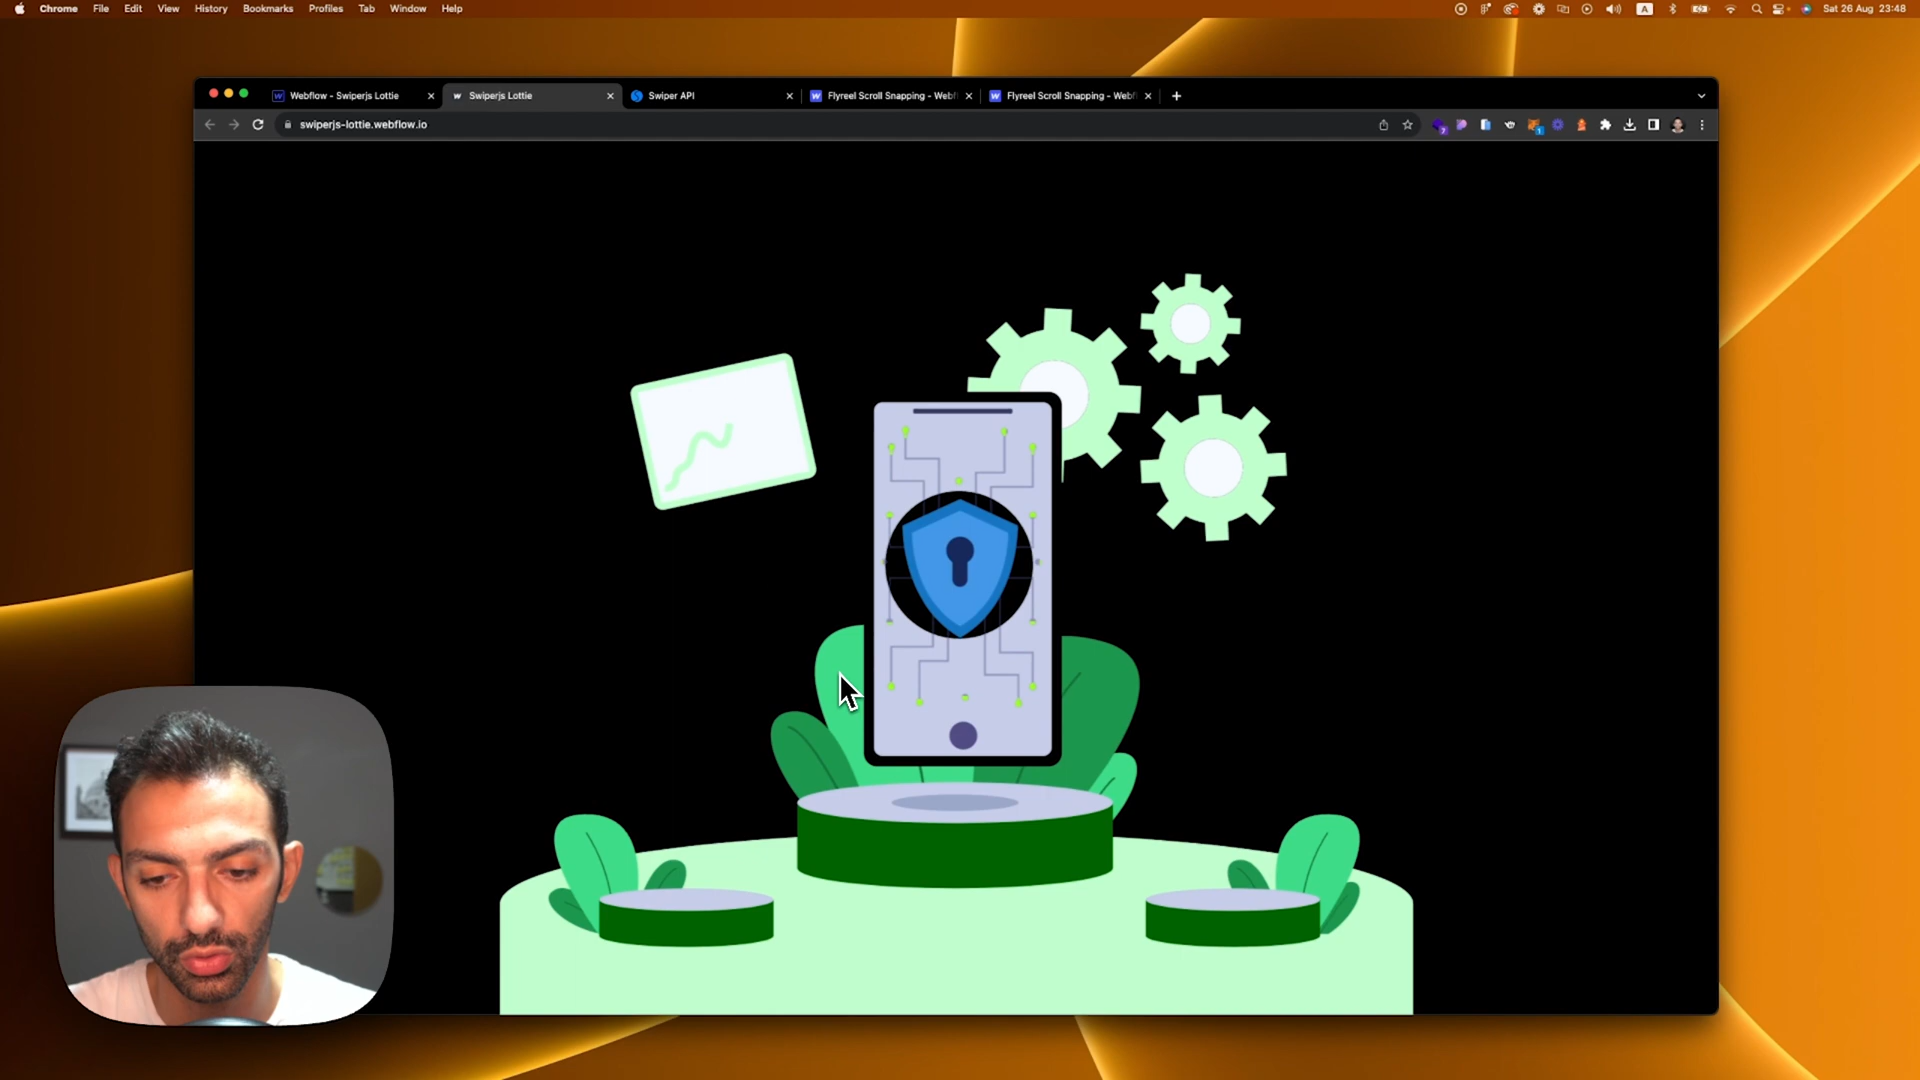 Chrome File Edit View History Bookmarks Profiles Tab Window Help
A
Sat 26 Aug 23:48
Webflow - Swiperjs Lottie
Swiperjs Lottie
Swiper API
Flyreel Scroll Snapping - Webf
Flyreel Scroll Snapping - Webf
swiperjs-lottie.webflow.io